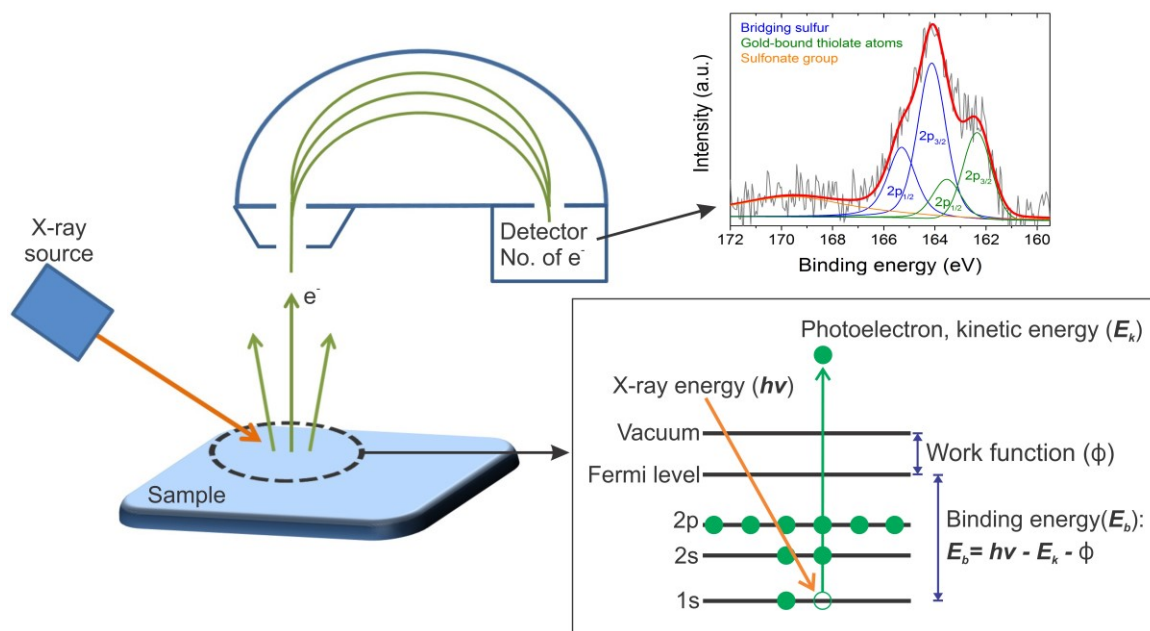 X-ray
source
e-
Sample
Detector
No. of e-
Bridging sulfur
Gold-bound thiolate atoms
Sulfonate group
Intensity (a.u.)
2p3/2
2p1/2
2p3/2
2p1/2
172 170 168 166 164 162 160
Binding energy (eV)
Photoelectron, kinetic energy (Ek)
X-ray energy (hv)
Vacuum
Work function (ϕ)
Fermi level
2p
Binding energy(Eb):
Eb= hv - Ek - ϕ
2s
1s